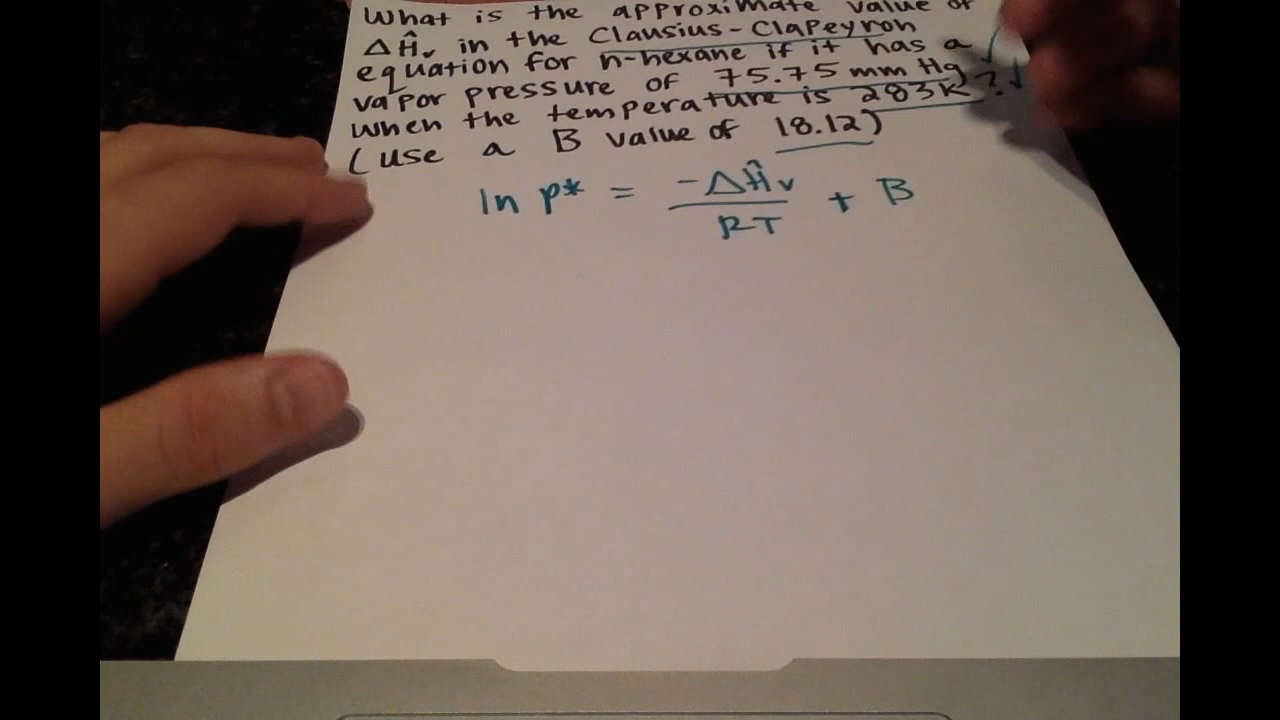 What is the approximate value of
ΔĤv in the Clausius-Clapeyron
equation for n-hexane if it has a
vapor pressure of 75.75 mm Hg
when the temperature is 283K?
(Use a B value of 18.12)
ln p* = -ΔĤv / RT + B